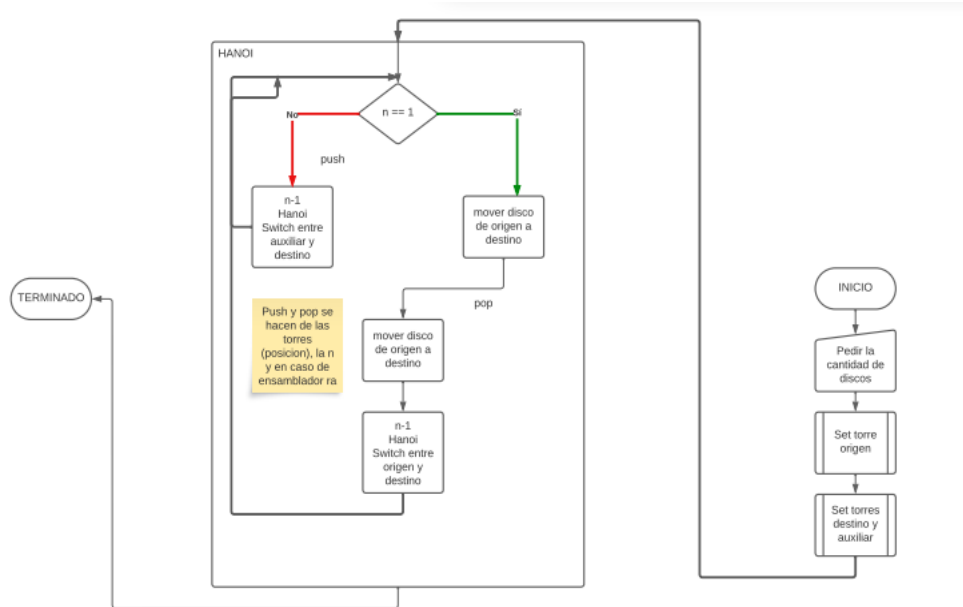 HANOI
n == 1
No
Sí
push
n-1
Hanoi
Switch entre
auxiliar y
destino
mover disco
de origen a
destino
pop
TERMINADO
Push y pop se
hacen de las
torres
(posicion), la n
y en caso de
ensamblador ra
mover disco
de origen a
destino
n-1
Hanoi
Switch entre
origen y
destino
INICIO
Pedir la
cantidad de
discos
Set torre
origen
Set torres
destino y
auxiliar